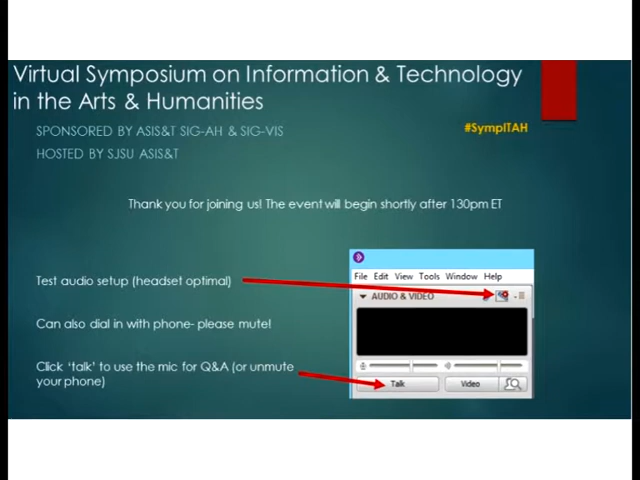 Virtual Symposium on Information & Technology
in the Arts & Humanities
SPONSORED BY ASIS&T SIG-AH & SIG-VIS
#SympITAH
HOSTED BY SJSU ASIS&T
Thank you for joining us! The event will begin shortly after 130pm ET
File Edit View Tools Window Help
Test audio setup (headset optimal)
AUDIO & VIDEO
Can also dial in with phone- please mute!
Click ‘talk’ to use the mic for Q&A (or unmute
your phone)
Talk
Video